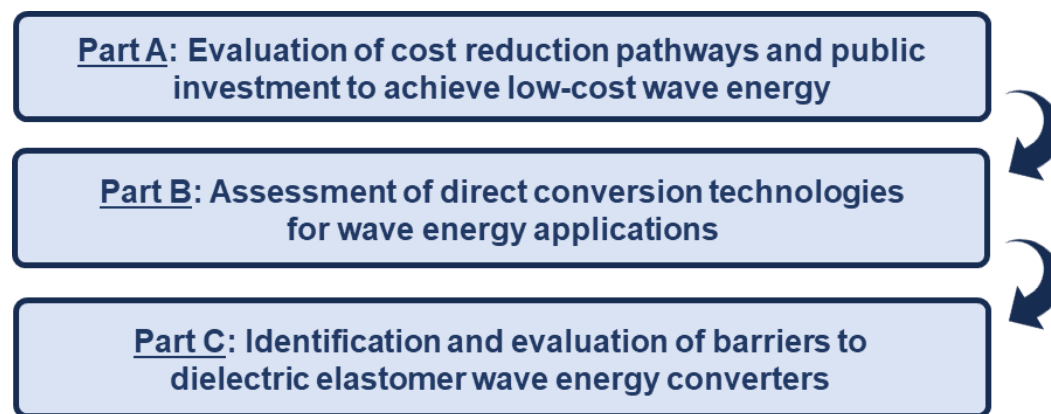 Part A: Evaluation of cost reduction pathways and public
investment to achieve low-cost wave energy
Part B: Assessment of direct conversion technologies
for wave energy applications
Part C: Identification and evaluation of barriers to
dielectric elastomer wave energy converters